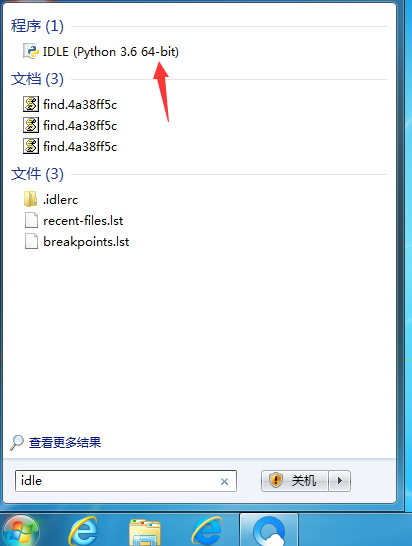 程序 (1)
IDLE (Python 3.6 64-bit)
文档 (3)
find.4a38ff5c
find.4a38ff5c
find.4a38ff5c
文件 (3)
.idlerc
recent-files.lst
breakpoints.lst
查看更多结果
idle
关机